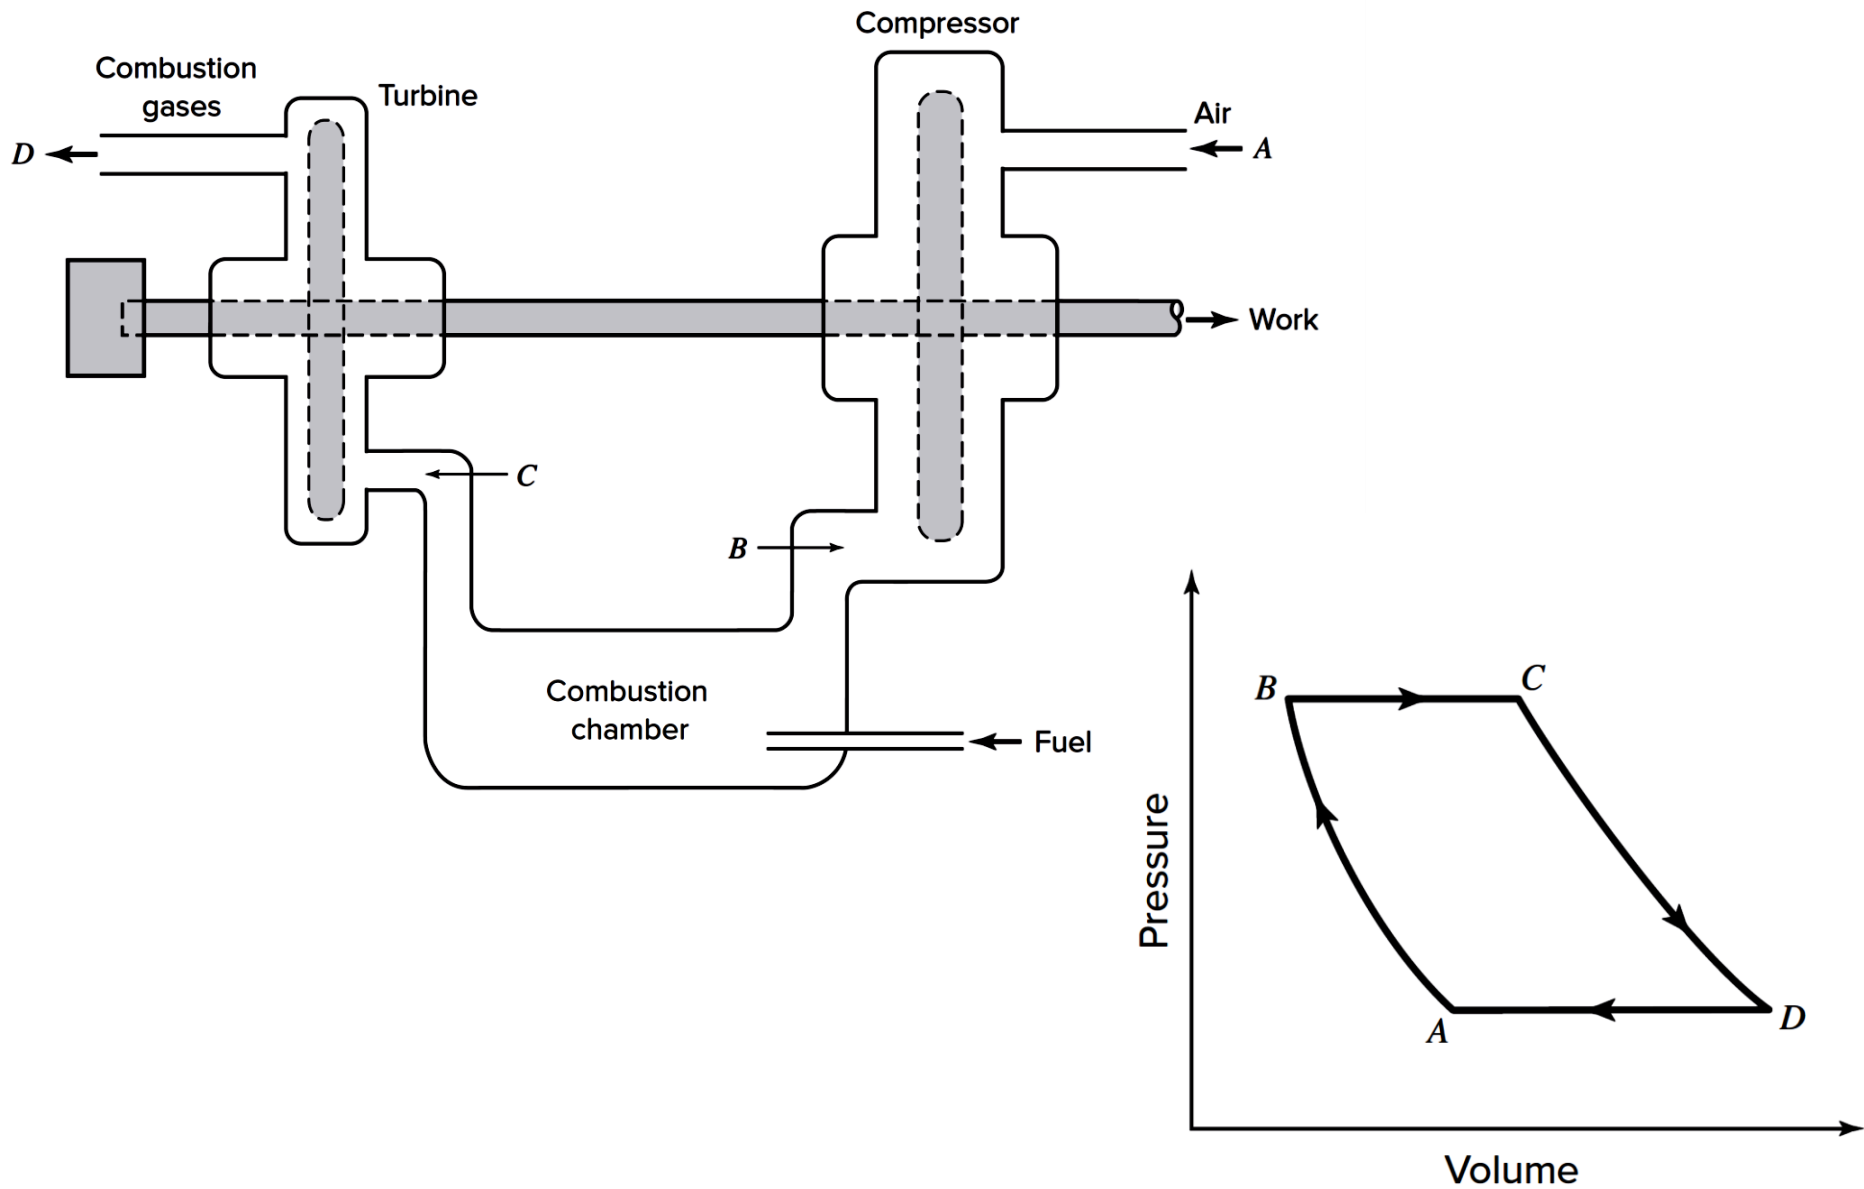 Compressor
Combustion
gases
Turbine
Air
D
A
Work
C
B
Combustion
chamber
Fuel
B
C
Pressure
A
D
Volume